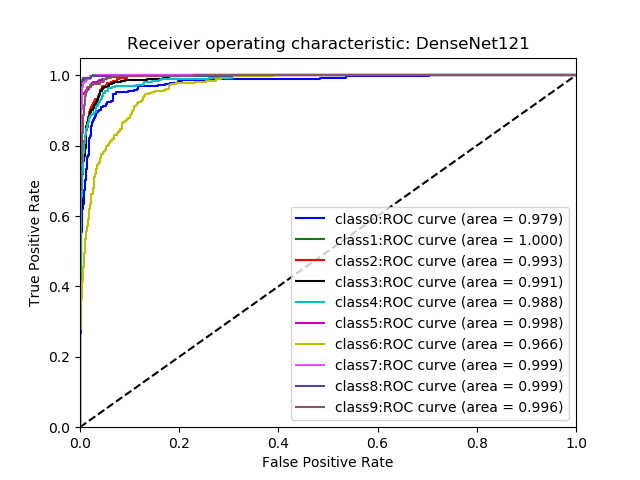 Receiver operating characteristic: DenseNet121
True Positive Rate
1.0
0.8
0.6
0.4
0.2
0.0
class0:ROC curve (area = 0.979)
class1:ROC curve (area = 1.000)
class2:ROC curve (area = 0.993)
class3:ROC curve (area = 0.991)
class4:ROC curve (area = 0.988)
class5:ROC curve (area = 0.998)
class6:ROC curve (area = 0.966)
class7:ROC curve (area = 0.999)
class8:ROC curve (area = 0.999)
class9:ROC curve (area = 0.996)
0.0 0.2 0.4 0.6 0.8 1.0
False Positive Rate